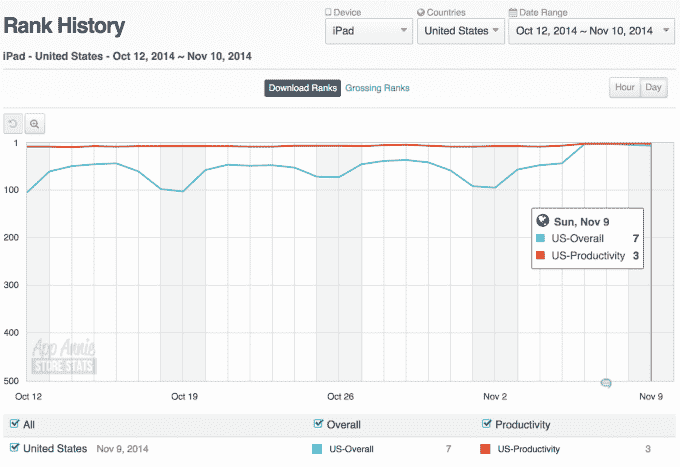 Rank History
Device
Countries
Date Range
iPad
United States
Oct 12, 2014 ~ Nov 10, 2014
iPad - United States - Oct 12, 2014 ~ Nov 10, 2014
Download Ranks
Grossing Ranks
Hour
Day
1
100
200
300
400
500
Sun, Nov 9
US-Overall 7
US-Productivity 3
App Annie
STORE STATS
Oct 12
Oct 19
Oct 26
Nov 2
Nov 9
All
Overall
Productivity
United States Nov 9, 2014
US-Overall 7
US-Productivity 3